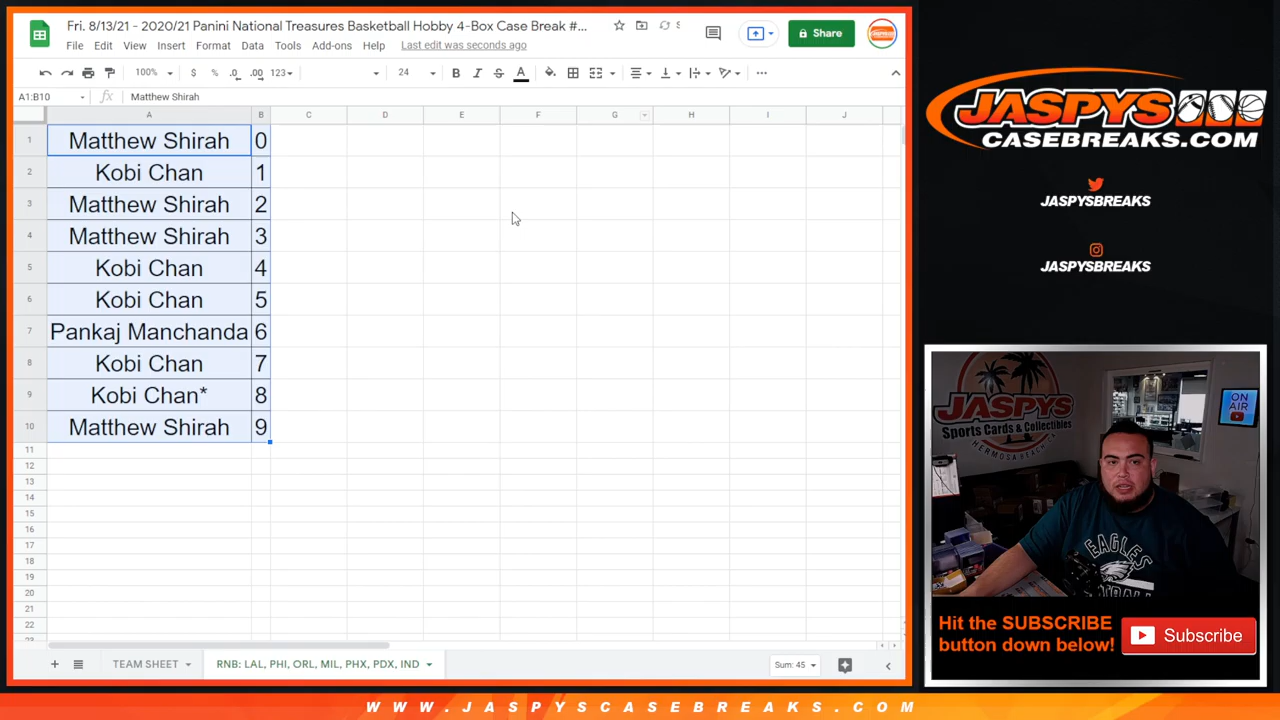 Fri. 8/13/21 - 2020/21 Panini National Treasures Basketball Hobby 4-Box Case Break #...
File Edit View Insert Format Data Tools Add-ons Help Last edit was seconds ago
Share
100% $ % .0 .00 123 24 B I S A
A1:B10 fx Matthew Shirah
A B C D E F G H I J
1 Matthew Shirah 0
2 Kobi Chan 1
3 Matthew Shirah 2
4 Matthew Shirah 3
5 Kobi Chan 4
6 Kobi Chan 5
7 Pankaj Manchanda 6
8 Kobi Chan 7
9 Kobi Chan* 8
10 Matthew Shirah 9
11
12
13
14
15
16
17
18
19
20
21
22
23
TEAM SHEET RNB: LAL, PHI, ORL, MIL, PHX, PDX, IND Sum: 45
JASPYS
CASEBREAKS.COM
JASPYSBREAKS
JASPYSBREAKS
JASPYS
Sports Cards & Collectibles
HERMOSA BEACH
ON
AIR
EAGLES
Hit the SUBSCRIBE
button down below!
Subscribe
WWW.JASPYSCASEBREAKS.COM